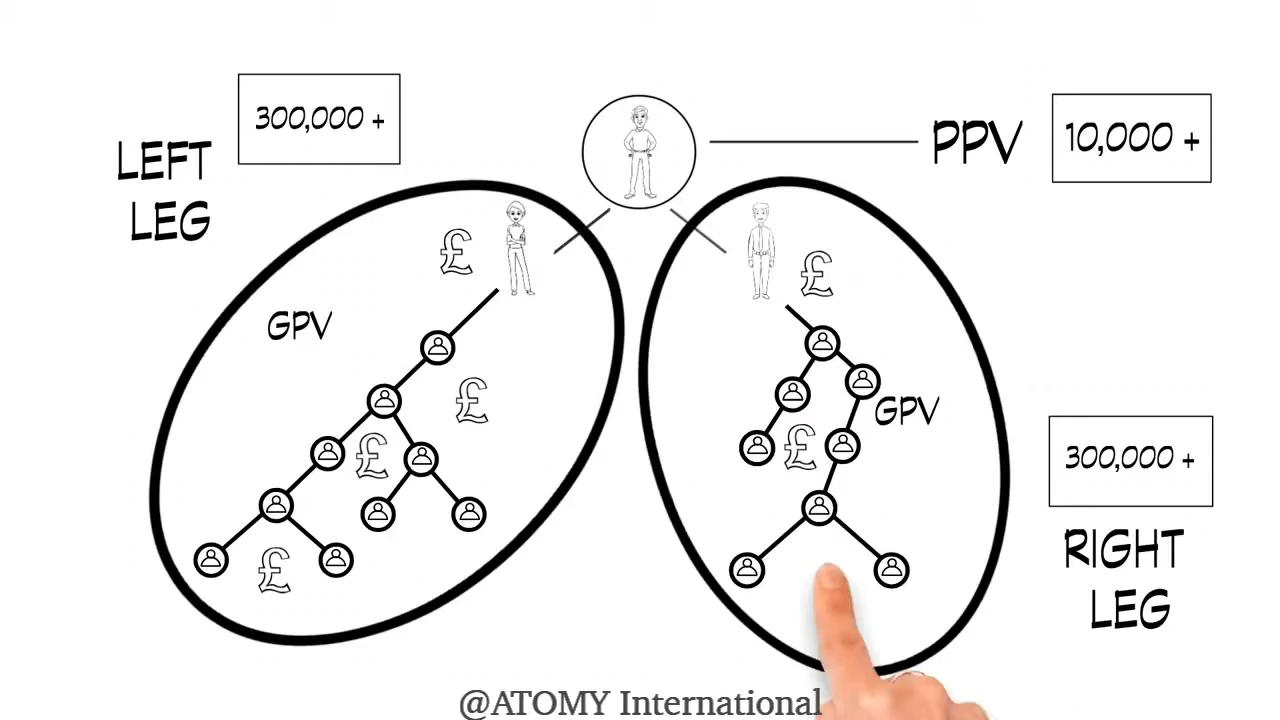 300,000 +
LEFT
LEG
PPV
10,000 +
£
£
GPV
£
GPV
£
£
£
300,000 +
RIGHT
LEG
@ATOMY International